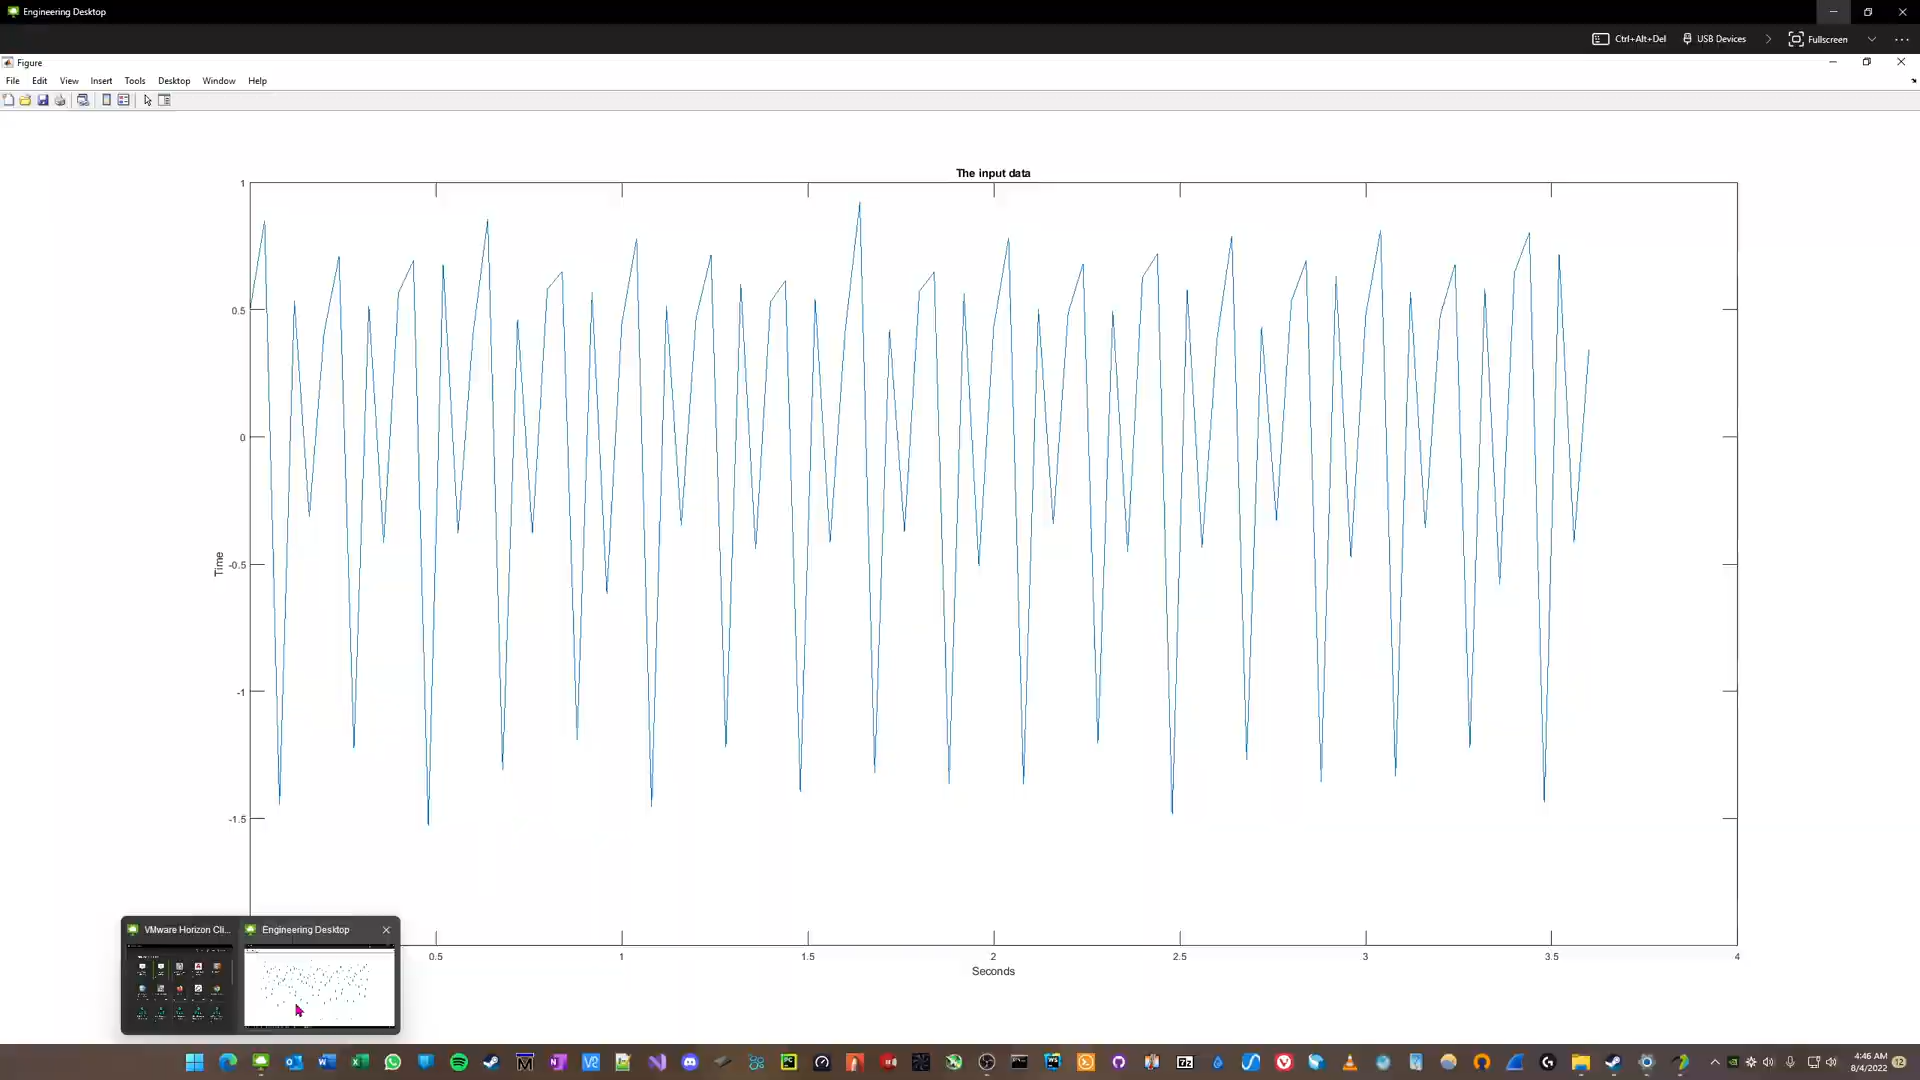 Engineering Desktop
Ctrl+Alt+Del USB Devices Fullscreen
Figure
File Edit View Insert Tools Desktop Window Help
The input data
1
0.5
0
-0.5
-1
-1.5
Time
0.5 1 1.5 2 2.5 3 3.5 4
Seconds
VMware Horizon Cli... Engineering Desktop
4:46 AM
8/4/2022
12